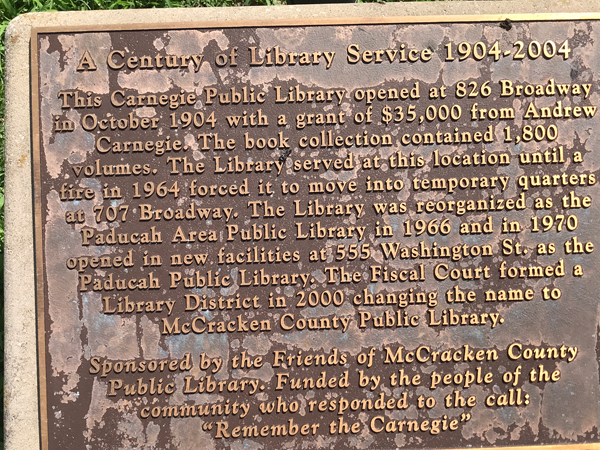 A Century of Library Service 1904-2004
This Carnegie Public Library opened at 826 Broadway
in October 1904 with a grant of $35,000 from Andrew
Carnegie. The book collection contained 1,800
volumes. The Library served at this location until a
fire in 1964 forced it to move into temporary quarters
at 707 Broadway. The Library was reorganized as the
Paducah Area Public Library in 1966 and in 1970
opened in new facilities at 555 Washington St. as the
Paducah Public Library. The Fiscal Court formed a
Library District in 2000 changing the name to
McCracken County Public Library.
Sponsored by the Friends of McCracken County
Public Library. Funded by the people of the
community who responded to the call:
"Remember the Carnegie"